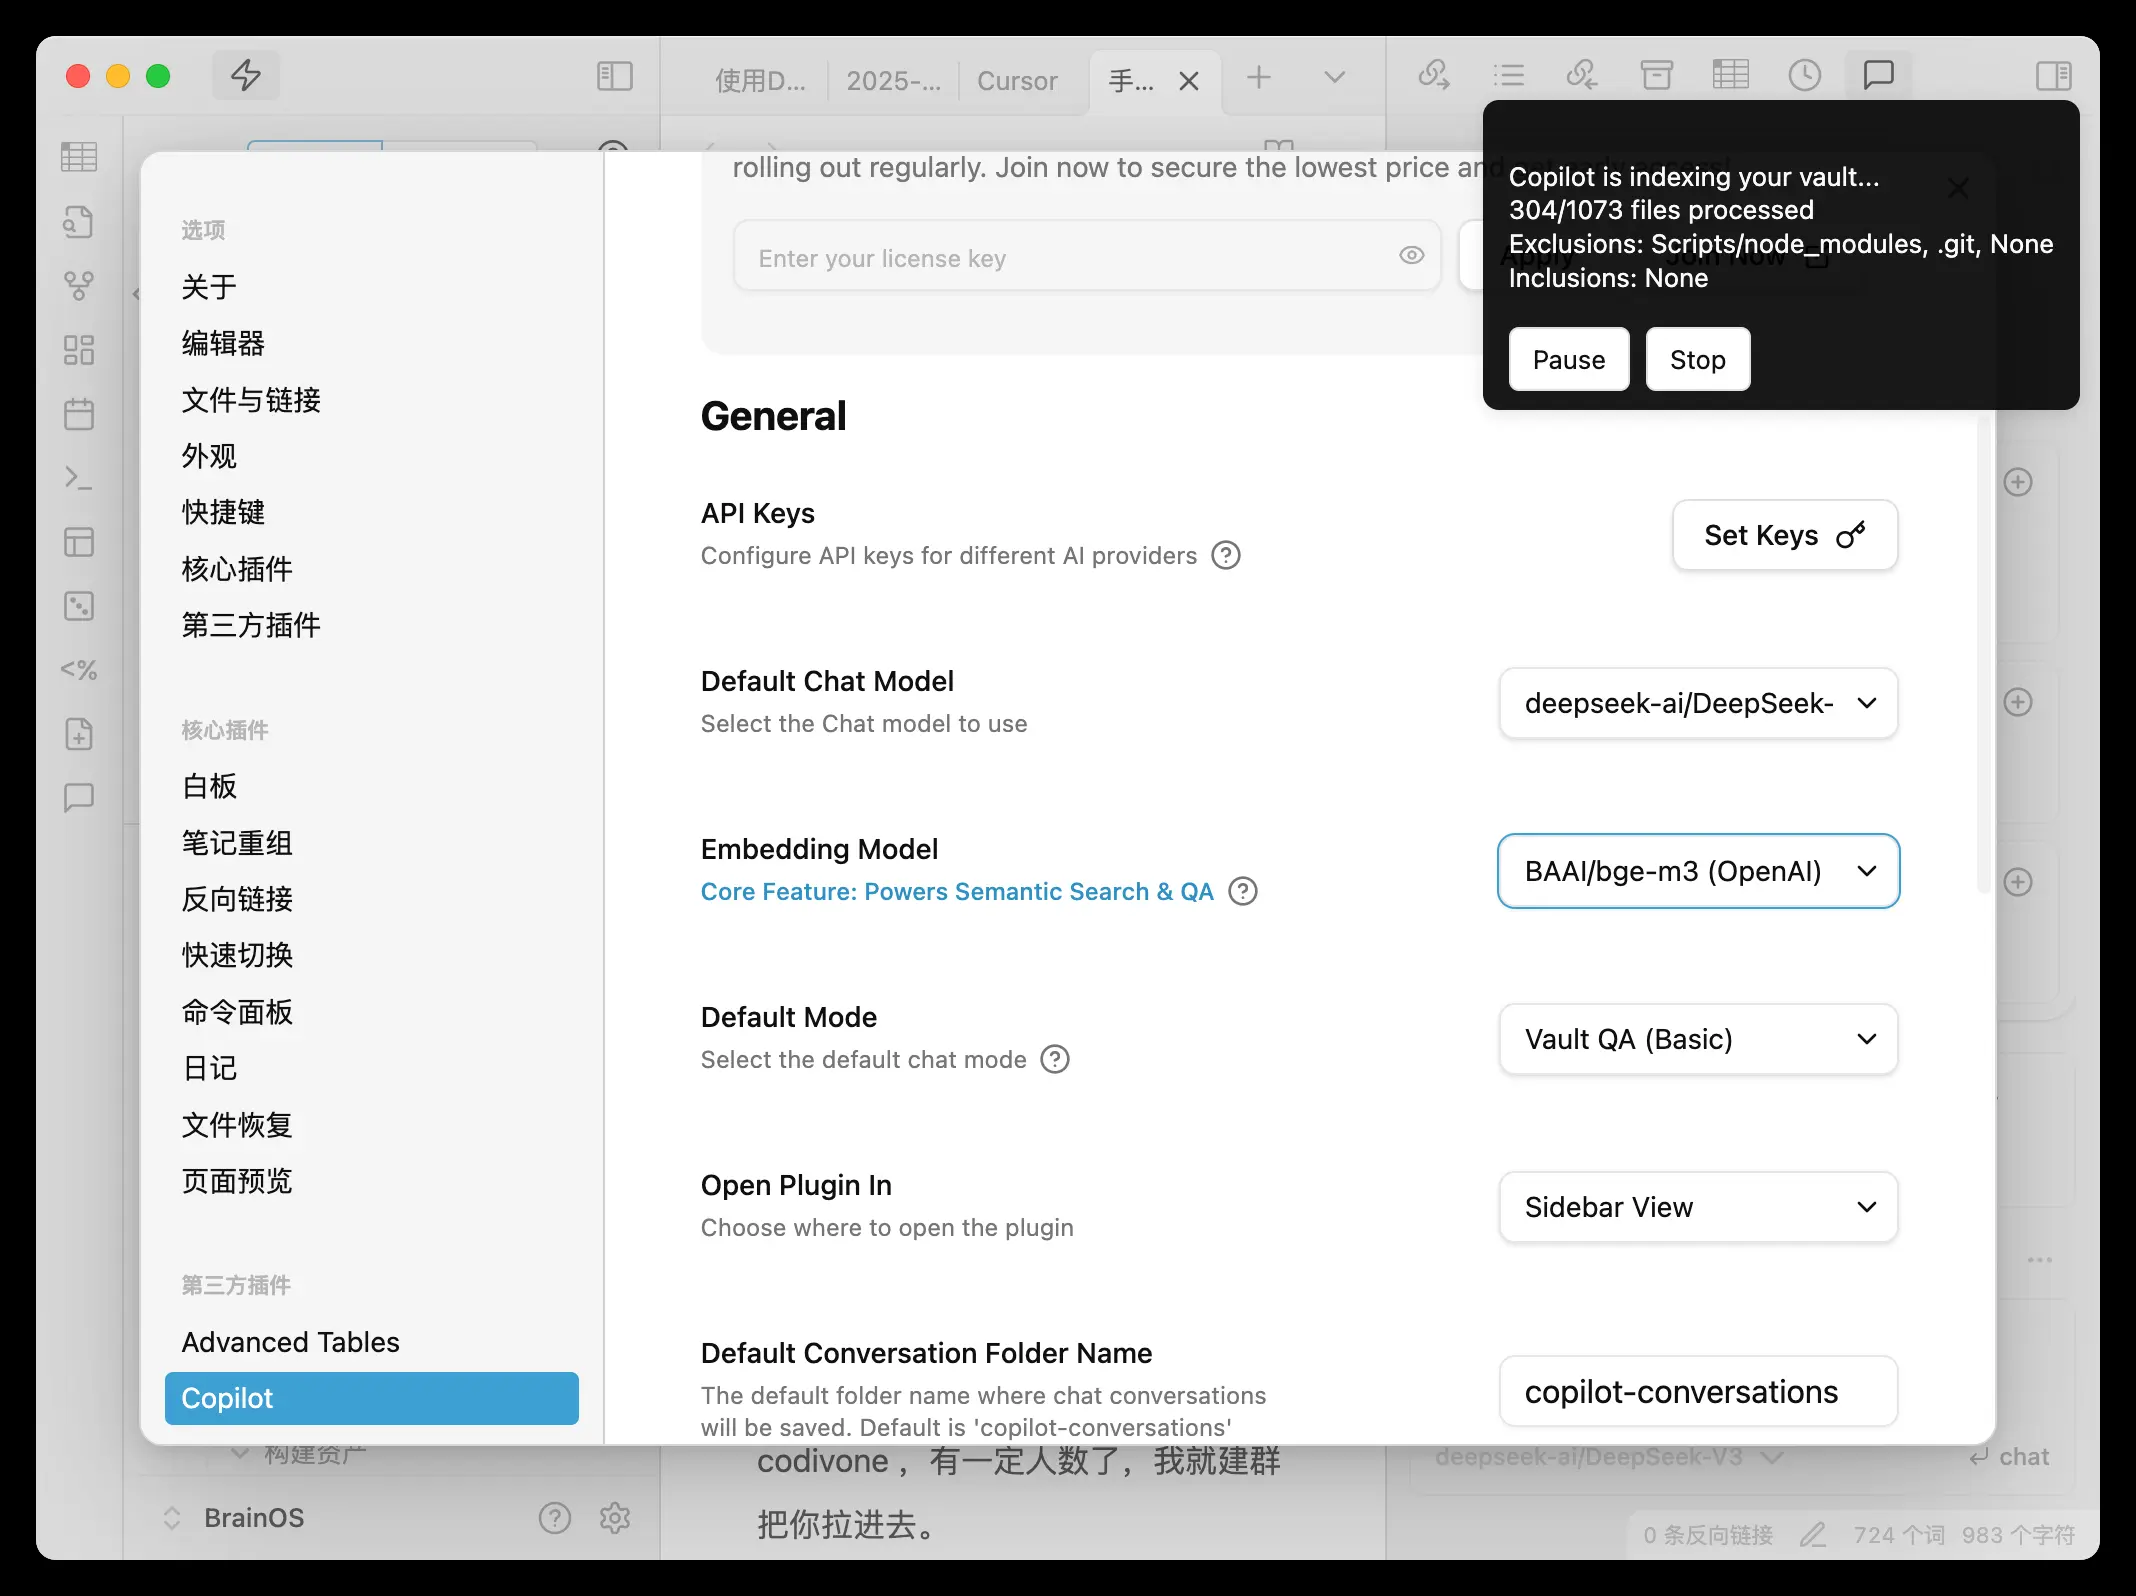 使用D...
2025-...
Cursor
手...
rolling out regularly. Join now to secure the lowest price and get early access!
Enter your license key
Apply
Join Now
Copilot is indexing your vault...
304/1073 files processed
Exclusions: Scripts/node_modules, .git, None
Inclusions: None
Pause
Stop
选项
关于
编辑器
文件与链接
外观
快捷键
核心插件
第三方插件
核心插件
白板
笔记重组
反向链接
快速切换
命令面板
日记
文件恢复
页面预览
第三方插件
Advanced Tables
Copilot
<%
General
API Keys
Configure API keys for different AI providers
Set Keys
Default Chat Model
Select the Chat model to use
deepseek-ai/DeepSeek-
Embedding Model
Core Feature: Powers Semantic Search & QA
BAAI/bge-m3 (OpenAI)
Default Mode
Select the default chat mode
Vault QA (Basic)
Open Plugin In
Choose where to open the plugin
Sidebar View
Default Conversation Folder Name
The default folder name where chat conversations
will be saved. Default is 'copilot-conversations'
copilot-conversations
构建资产
BrainOS
codivone ，有一定人数了，我就建群
把你拉进去。
deepseek-ai/DeepSeek-V3
chat
0 条反向链接
724 个词
983 个字符